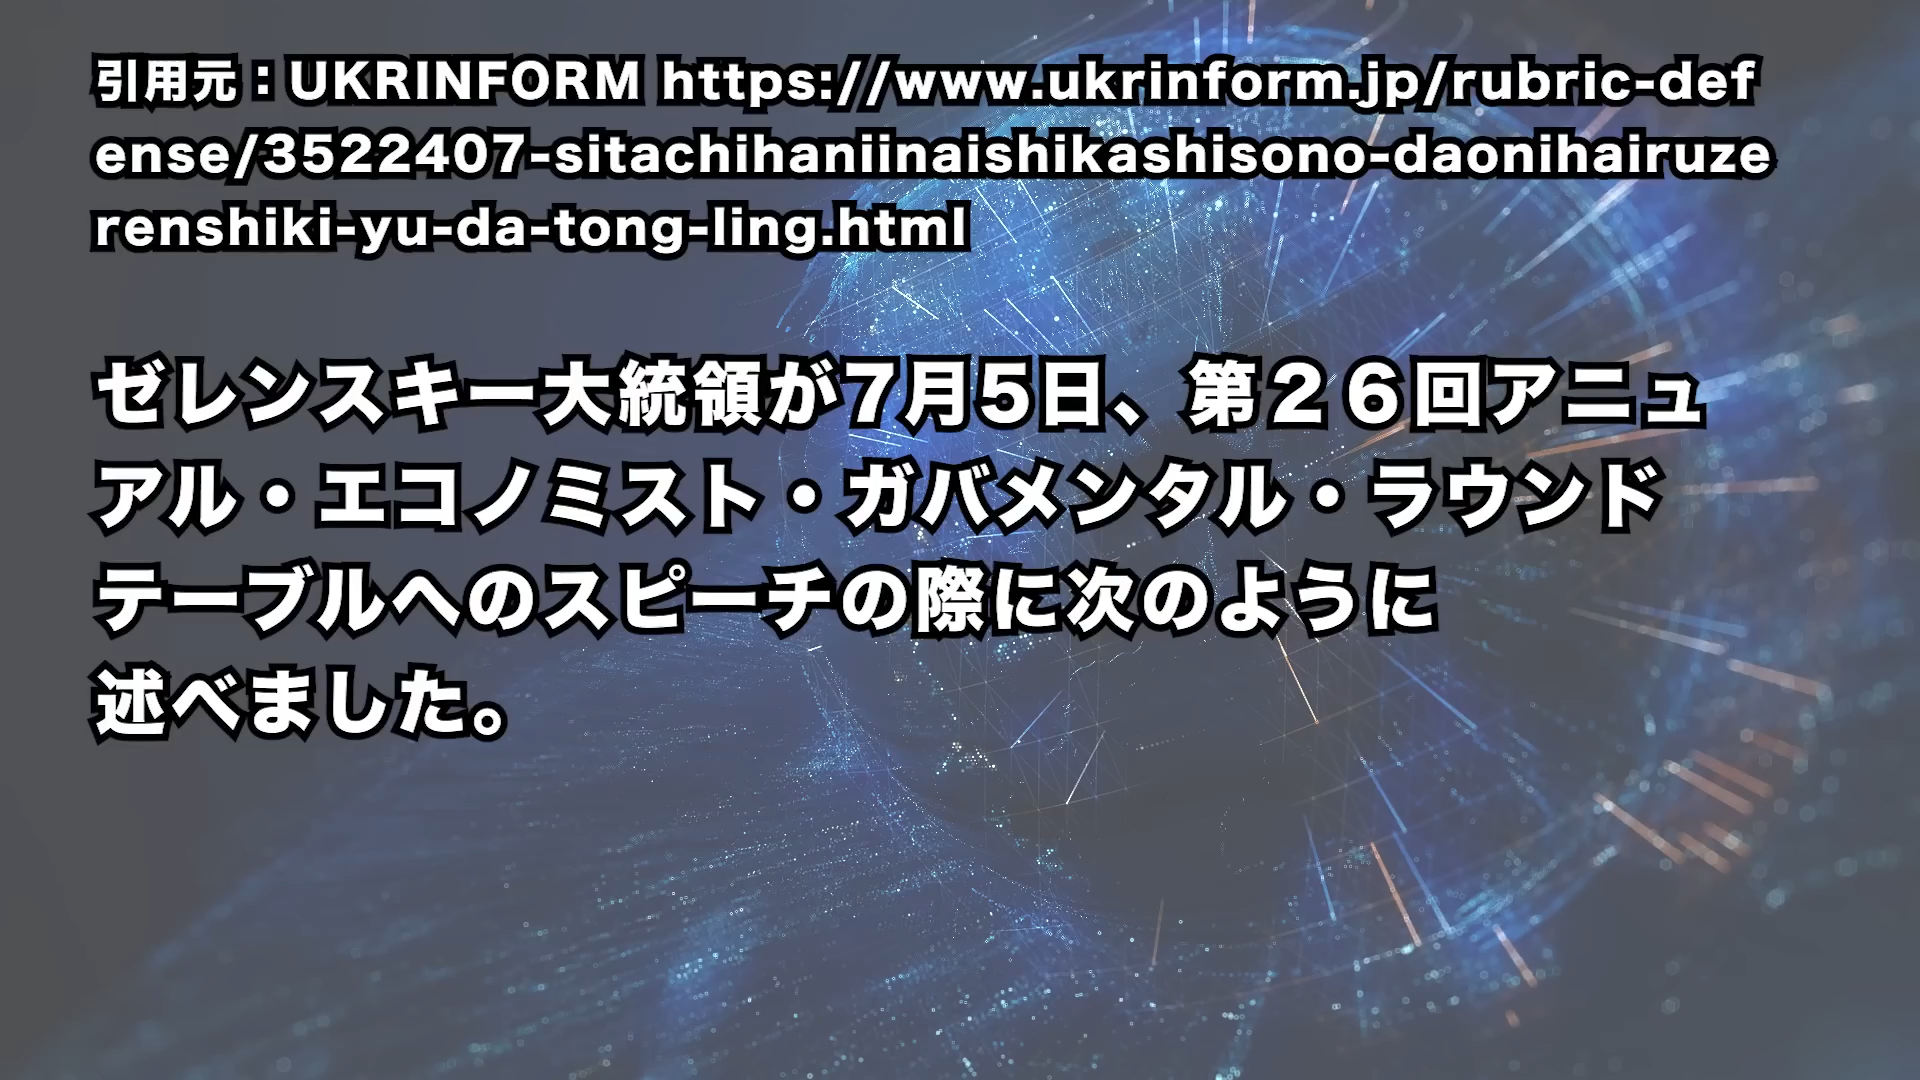 引用元：UKRINFORM https://www.ukrinform.jp/rubric-def
ense/3522407-sitachihaniinaishikashisono-daonihairuze
renshiki-yu-da-tong-ling.html
ゼレンスキー大統領が7月5日、第２６回アニュ
アル・エコノミスト・ガバメンタル・ラウンド
テーブルへのスピーチの際に次のように
述べました。